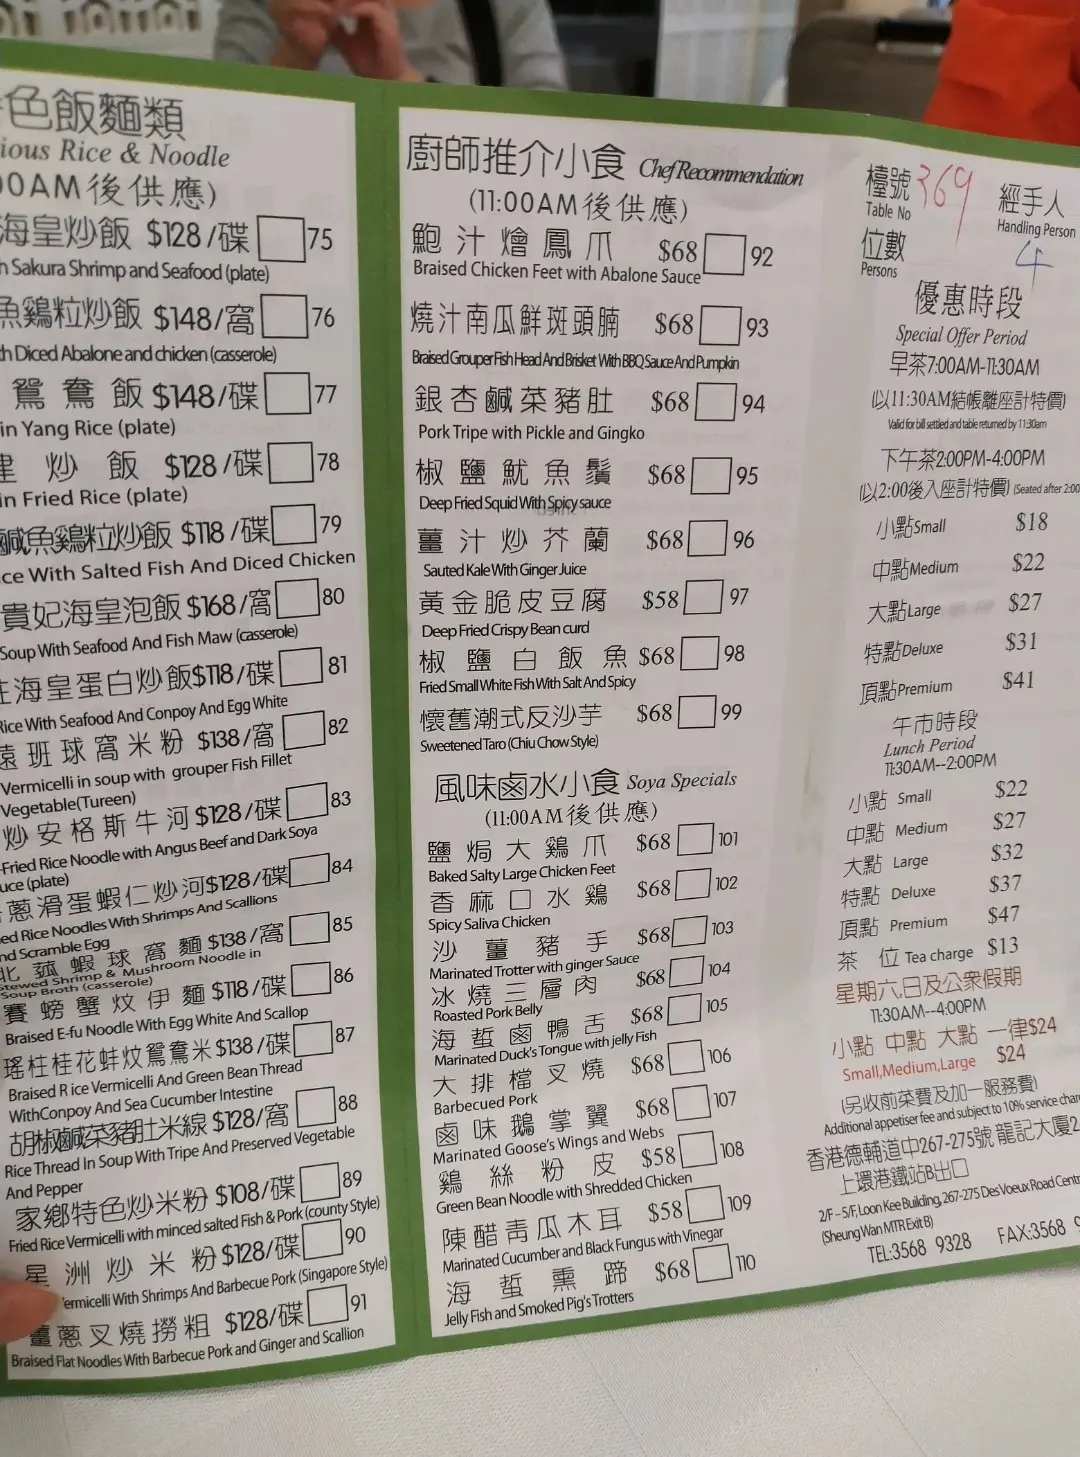 色飯麵類
ious Rice & Noodle
00AM後供應)
海皇炒飯 $128/碟 75
h Sakura Shrimp and Seafood (plate)
魚鷄粒炒飯 $148/窩 76
th Diced Abalone and chicken (casserole)
鴛鴦飯 $148/碟 77
in Yang Rice (plate)
建炒飯 $128/碟 78
in Fried Rice (plate)
鹹魚鷄粒炒飯 $118/碟 79
ce With Salted Fish And Diced Chicken
貴妃海皇泡飯 $168/窩 80
Soup With Seafood And Fish Maw (casserole)
海皇蛋白炒飯 $118/碟 81
Rice With Seafood And Conpoy And Egg White
遠班球窩米粉 $138/窩 82
Vermicelli in soup with grouper Fish Fillet
Vegetable(Tureen)
炒安格斯牛河 $128/碟 83
-Fried Rice Noodle with Angus Beef and Dark Soya
uce (plate)
蔥滑蛋蝦仁炒河 $128/碟 84
ed Rice Noodles With Shrimps And Scallions
nd Scramble Egg
北菰蝦球窩麵 $138/窩 85
Stewed Shrimp & Mushroom Noodle in
Soup Broth (casserole)
賽螃蟹炆伊麵 $118/碟 86
Braised E-fu Noodle With Egg White And Scallop
瑤柱桂花蚌炆鴛鴦米 $138/碟 87
Braised Rice Vermicelli And Green Bean Thread
WithConpoy And Sea Cucumber Intestine
胡椒鹹菜豬肚米線 $128/窩 88
Rice Thread In Soup With Tripe And Preserved Vegetable
And Pepper
家鄉特色炒米粉 $108/碟 89
Fried Rice Vermicelli with minced salted Fish & Pork (county Style)
星洲炒米粉 $128/碟 90
ermicelli With Shrimps And Barbecue Pork (Singapore Style)
薑蔥叉燒撈粗 $128/碟 91
Braised Flat Noodles With Barbecue Pork and Ginger and Scallion
廚師推介小食 Chef Recommendation
(11:00AM後供應)
鮑汁燴鳳爪 $68 92
Braised Chicken Feet with Abalone Sauce
燒汁南瓜鮮斑頭腩 $68 93
Braised Grouper Fish Head And Brisket With BBQ Sauce And Pumpkin
銀杏鹹菜豬肚 $68 94
Pork Tripe with Pickle and Gingko
椒鹽魷魚鬚 $68 95
Deep Fried Squid With Spicy sauce
薑汁炒芥蘭 $68 96
Sauted Kale With Ginger Juice
黃金脆皮豆腐 $58 97
Deep Fried Crispy Bean curd
椒鹽白飯魚 $68 98
Fried Small White Fish With Salt And Spicy
懷舊潮式反沙芋 $68 99
Sweetened Taro (Chiu Chow Style)
風味鹵水小食 Soya Specials
(11:00AM後供應)
鹽焗大鷄爪 $68 101
Baked Salty Large Chicken Feet
香麻口水鷄 $68 102
Spicy Saliva Chicken
沙薑豬手 $68 103
Marinated Trotter with ginger Sauce
冰燒三層肉 $68 104
Roasted Pork Belly
海蜇鹵鴨舌 $68 105
Marinated Duck's Tongue with jelly Fish
大排檔叉燒 $68 106
Barbecued Pork
鹵味鵝掌翼 $68 107
Marinated Goose's Wings and Webs
鷄絲粉皮 $58 108
Green Bean Noodle with Shredded Chicken
陳醋青瓜木耳 $58 109
Marinated Cucumber and Black Fungus with Vinegar
海蜇熏蹄 $68 110
Jelly Fish and Smoked Pig's Trotters
檯號 369 經手人
Table No Handling Person
位數 4
Persons
優惠時段
Special Offer Period
早茶7:00AM-11:30AM
(以11:30AM結帳離座計特價)
Valid for bill settled and table returned by 11:30am
下午茶2:00PM-4:00PM
(以2:00後入座計特價) (Seated after 2:00
小點Small $18
中點Medium $22
大點Large $27
特點Deluxe $31
頂點Premium $41
午市時段
Lunch Period
11:30AM--2:00PM
小點 Small $22
中點 Medium $27
大點 Large $32
特點 Deluxe $37
頂點 Premium $47
茶位 Tea charge $13
星期六,日及公衆假期
11:30AM--4:00PM
小點 中點 大點 一律$24
Small,Medium,Large $24
(另收前菜費及加一服務費)
Additional appetiser fee and subject to 10% service char
香港德輔道中267-275號 龍記大廈2
上環港鐵站B出口
2/F - 5/F, Loon Kee Building, 267-275 Des Voeux Road Centr
(Sheung Wan MTR Exit B)
TEL:3568 9328 FAX:3568 9